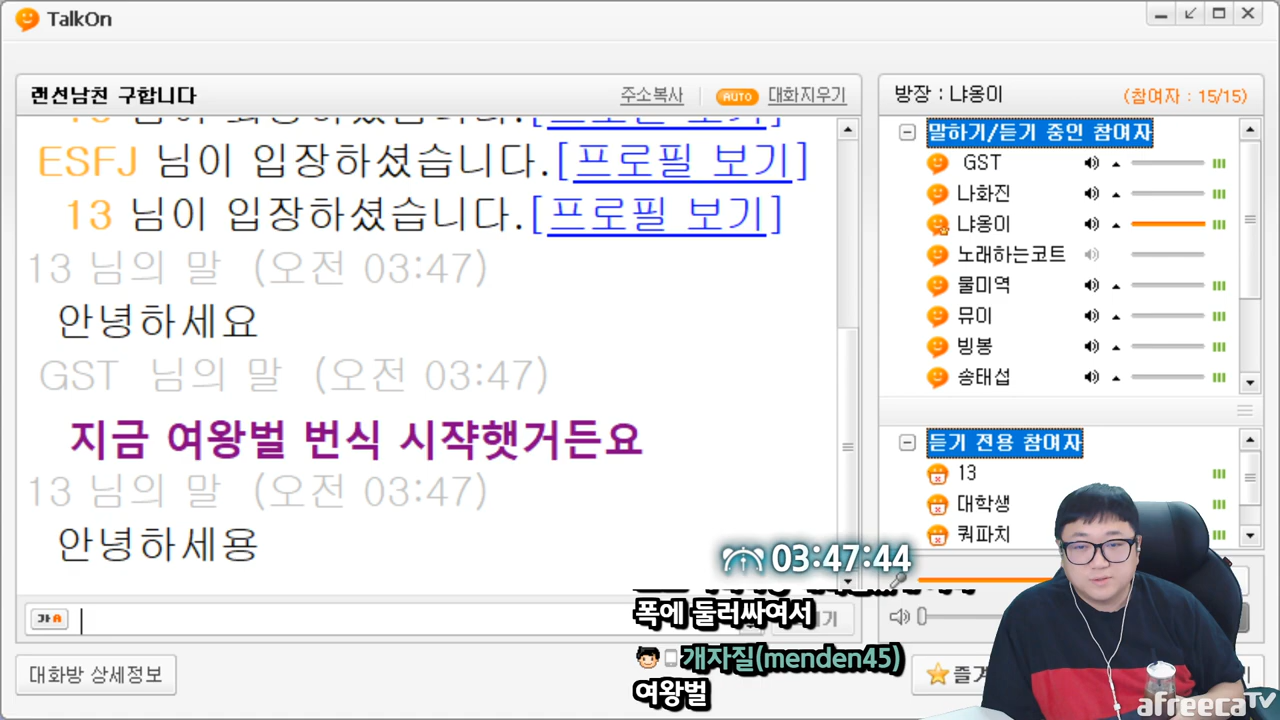 TalkOn
랜선남친 구합니다
주소복사
AUTO
대화지우기
ESFJ 님이 입장하셨습니다.[프로필 보기]
13 님이 입장하셨습니다.[프로필 보기]
13 님의 말 (오전 03:47)
안녕하세요
GST 님의 말 (오전 03:47)
지금 여왕벌 번식 시쟉햇거든요
13 님의 말 (오전 03:47)
안녕하세용
가A
대화방 상세정보
방장 : 냐옹이
(참여자 : 15/15)
말하기/듣기 중인 참여자
GST
나화진
냐옹이
노래하는코트
물미역
뮤이
빙봉
송태섭
듣기 전용 참여자
13
대학생
쿼파치
03:47:44
폭에 둘러싸여서
개자질(menden45)
여왕벌
afreecaTV